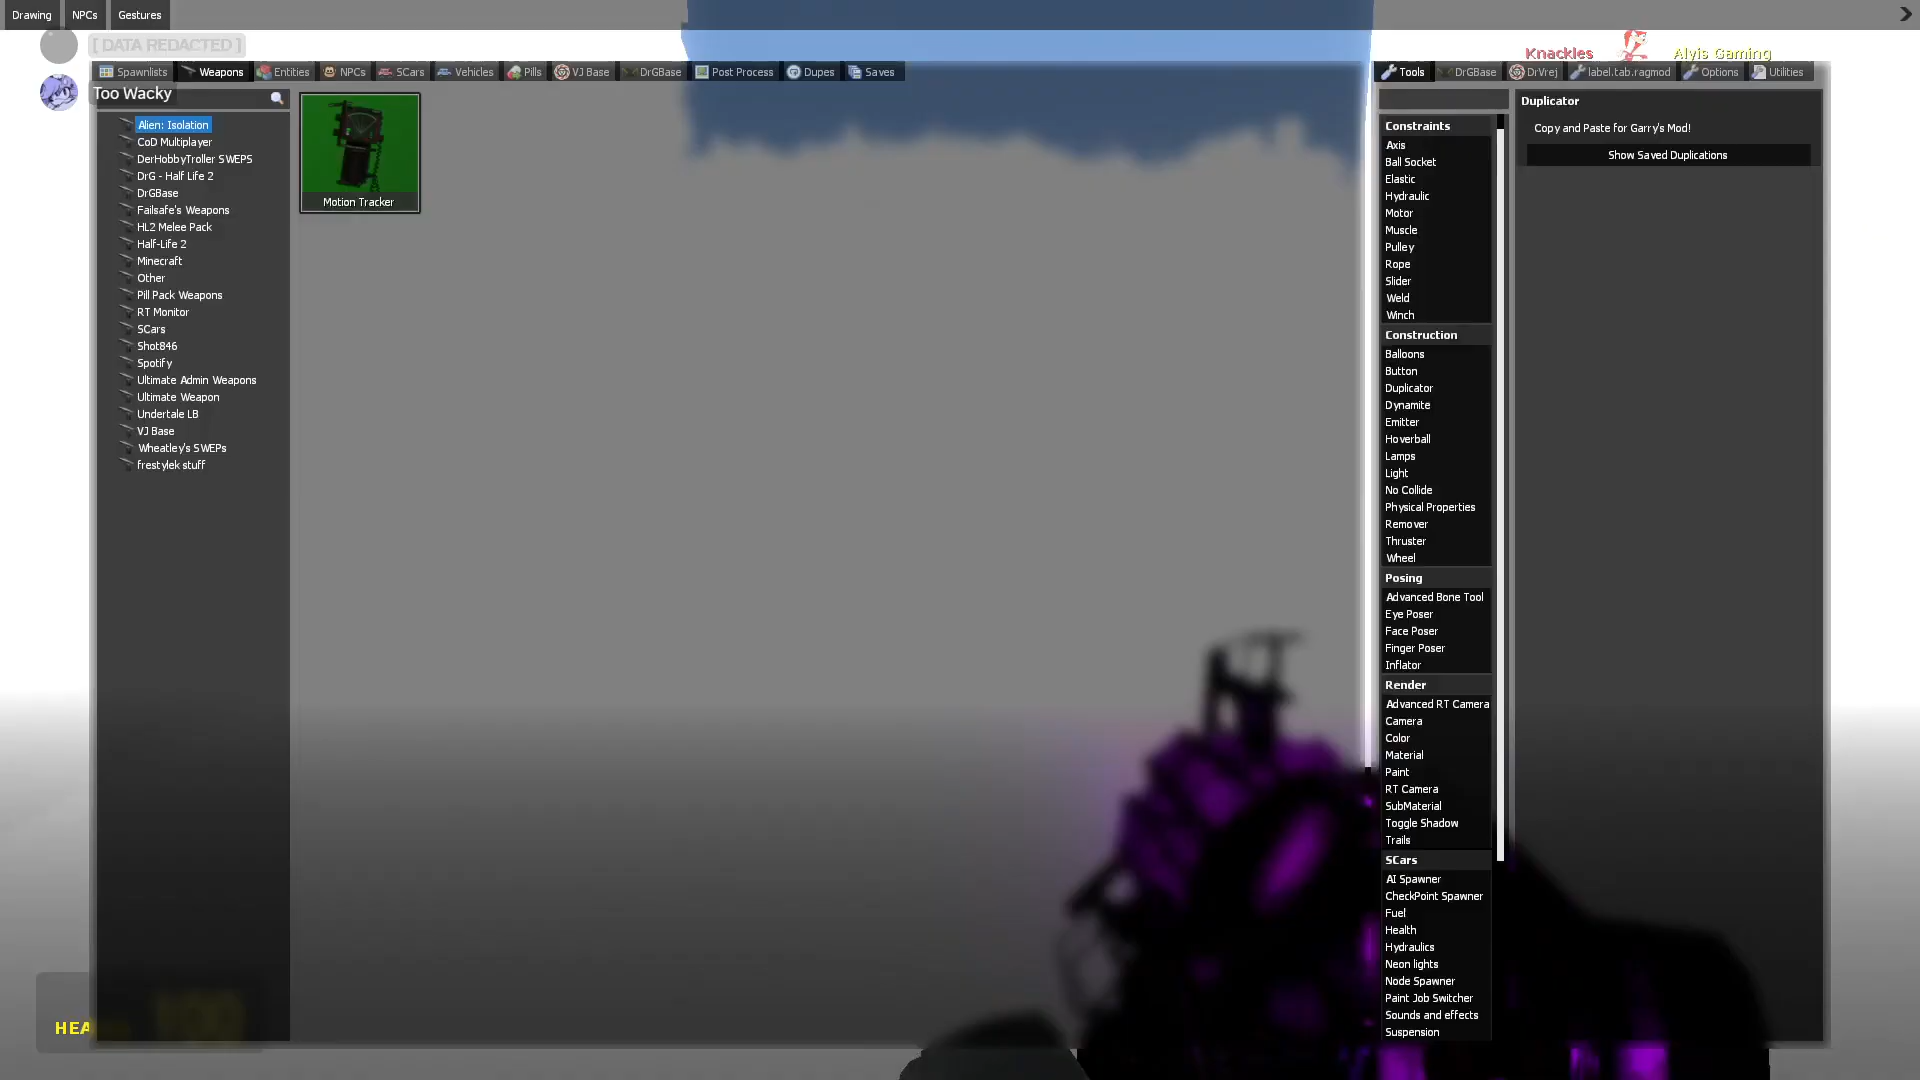 Drawing
NPCs
Gestures
[ DATA REDACTED ]
Too Wacky
Knackles
Alyis Gaming
Spawnlists
Weapons
Entities
NPCs
SCars
Vehicles
Pills
VJ Base
DrGBase
Post Process
Dupes
Saves
Alien: Isolation
CoD Multiplayer
DerHobbyTroller SWEPS
DrG - Half Life 2
DrGBase
Failsafe's Weapons
HL2 Melee Pack
Half-Life 2
Minecraft
Other
Pill Pack Weapons
RT Monitor
SCars
Shot846
Spotify
Ultimate Admin Weapons
Ultimate Weapon
Undertale LB
VJ Base
Wheatley's SWEPs
frestylek stuff
Motion Tracker
Tools
DrGBase
DrVrej
label.tab.ragmod
Options
Utilities
Constraints
Axis
Ball Socket
Elastic
Hydraulic
Motor
Muscle
Pulley
Rope
Slider
Weld
Winch
Construction
Balloons
Button
Duplicator
Dynamite
Emitter
Hoverball
Lamps
Light
No Collide
Physical Properties
Remover
Thruster
Wheel
Posing
Advanced Bone Tool
Eye Poser
Face Poser
Finger Poser
Inflator
Render
Advanced RT Camera
Camera
Color
Material
Paint
RT Camera
SubMaterial
Toggle Shadow
Trails
SCars
AI Spawner
CheckPoint Spawner
Fuel
Health
Hydraulics
Neon lights
Node Spawner
Paint Job Switcher
Sounds and effects
Suspension
Duplicator
Copy and Paste for Garry's Mod!
Show Saved Duplications
HEA
100